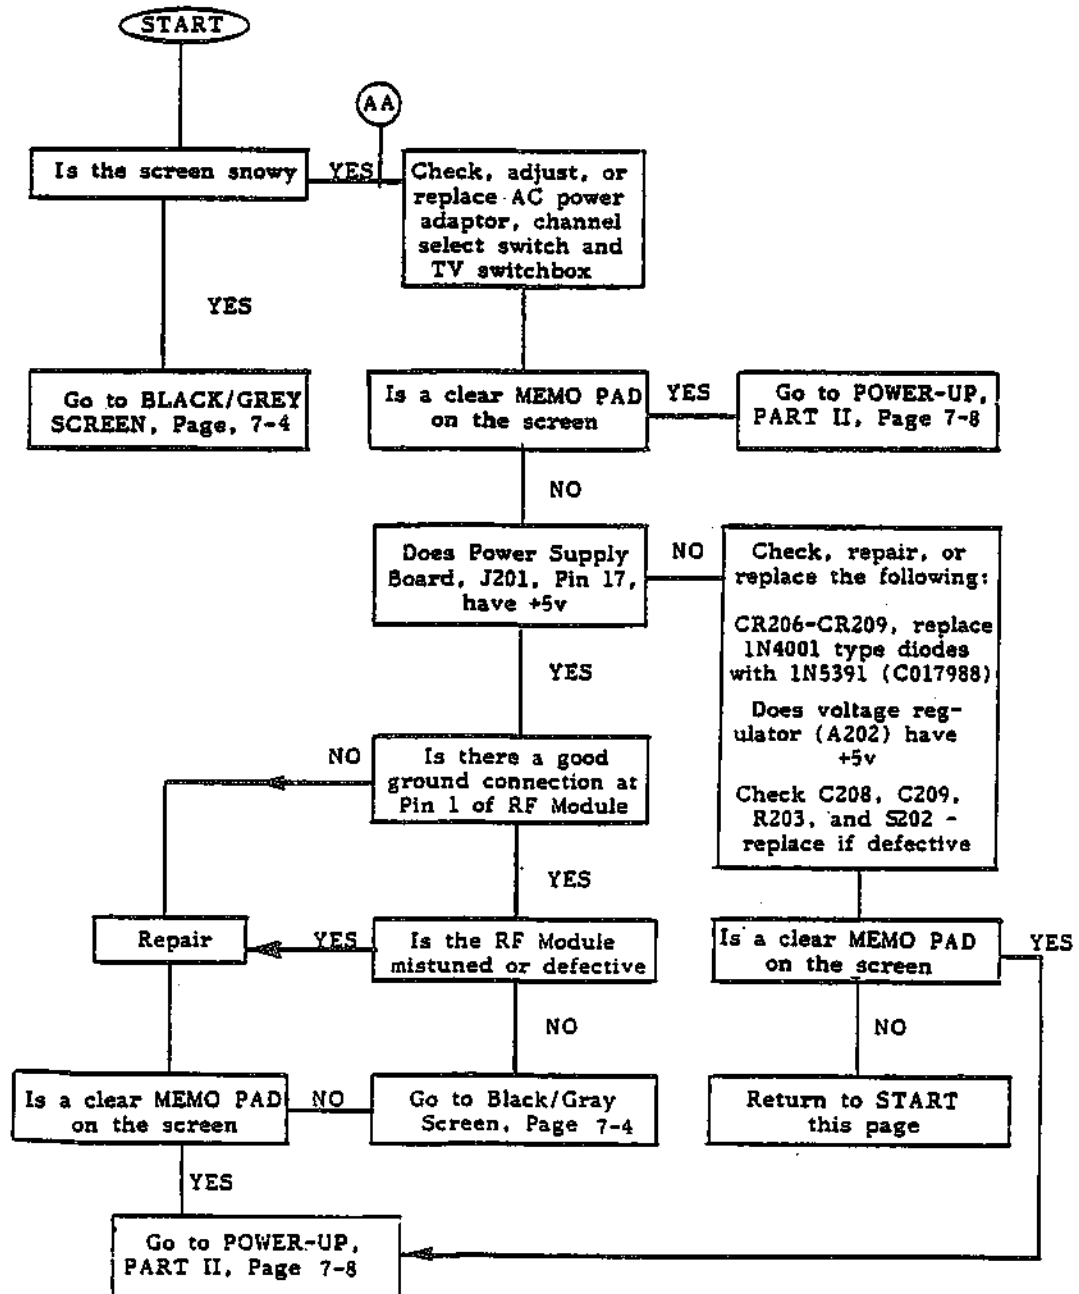 START
AA
Is the screen snowy
YES
Check, adjust, or
replace AC power
adaptor, channel
select switch and
TV switchbox
YES
Go to BLACK/GREY
SCREEN, Page, 7-4
Is a clear MEMO PAD
on the screen
YES
Go to POWER-UP,
PART II, Page 7-8
NO
Does Power Supply
Board, J201, Pin 17,
have +5v
NO
Check, repair, or
replace the following:
CR206-CR209, replace
1N4001 type diodes
with 1N5391 (C017988)
Does voltage reg-
ulator (A202) have
+5v
Check C208, C209,
R203, and S202 -
replace if defective
YES
NO
Is there a good
ground connection at
Pin 1 of RF Module
YES
Repair
YES
Is the RF Module
mistuned or defective
Is a clear MEMO PAD
on the screen
YES
NO
NO
Is a clear MEMO PAD
on the screen
NO
Go to Black/Gray
Screen, Page 7-4
Return to START
this page
YES
Go to POWER-UP,
PART II, Page 7-8